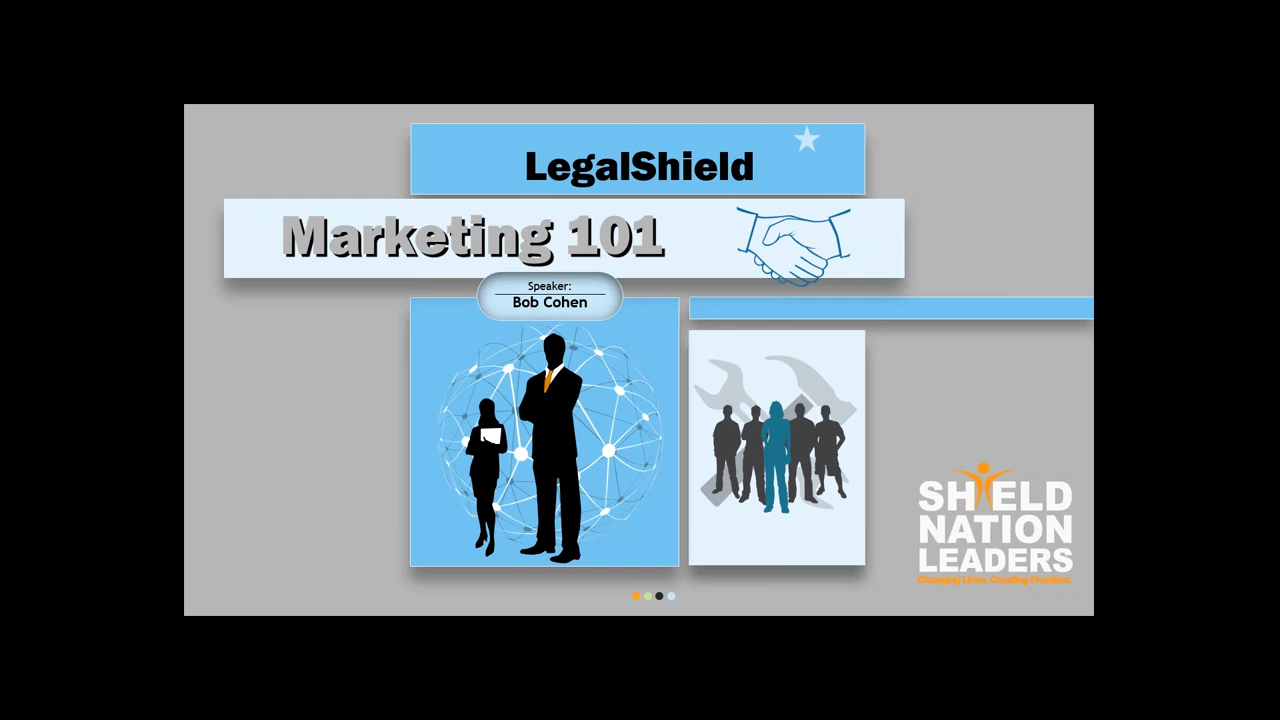 LegalShield
Marketing 101
Speaker:
Bob Cohen
SHIELD
NATION
LEADERS
Changing Lives. Creating Freedom.